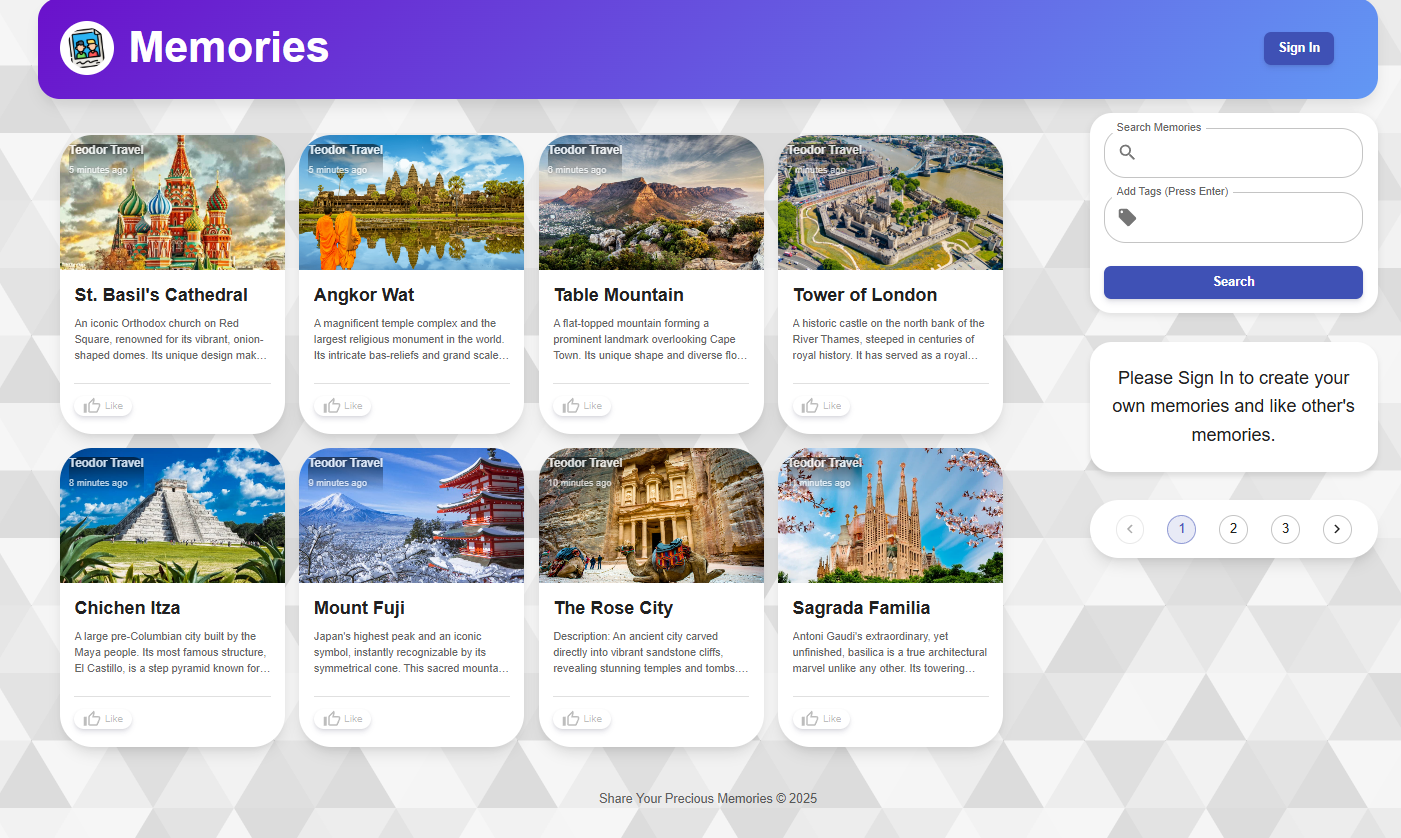 Memories
Sign In
Teodor Travel
5 minutes ago
St. Basil's Cathedral
An iconic Orthodox church on Red
Square, renowned for its vibrant, onion-
shaped domes. Its unique design mak…
Like
Teodor Travel
5 minutes ago
Angkor Wat
A magnificent temple complex and the
largest religious monument in the world.
Its intricate bas-reliefs and grand scale…
Like
Teodor Travel
6 minutes ago
Table Mountain
A flat-topped mountain forming a
prominent landmark overlooking Cape
Town. Its unique shape and diverse flo…
Like
Teodor Travel
7 minutes ago
Tower of London
A historic castle on the north bank of the
River Thames, steeped in centuries of
royal history. It has served as a royal…
Like
Teodor Travel
8 minutes ago
Chichen Itza
A large pre-Columbian city built by the
Maya people. Its most famous structure,
El Castillo, is a step pyramid known for…
Like
Teodor Travel
9 minutes ago
Mount Fuji
Japan's highest peak and an iconic
symbol, instantly recognizable by its
symmetrical cone. This sacred mounta…
Like
Teodor Travel
10 minutes ago
The Rose City
Description: An ancient city carved
directly into vibrant sandstone cliffs,
revealing stunning temples and tombs.…
Like
Teodor Travel
11 minutes ago
Sagrada Familia
Antoni Gaudí's extraordinary, yet
unfinished, basilica is a true architectural
marvel unlike any other. Its towering…
Like
Search Memories
Add Tags (Press Enter)
Search
Please Sign In to create your
own memories and like other's
memories.
1 2 3
Share Your Precious Memories © 2025